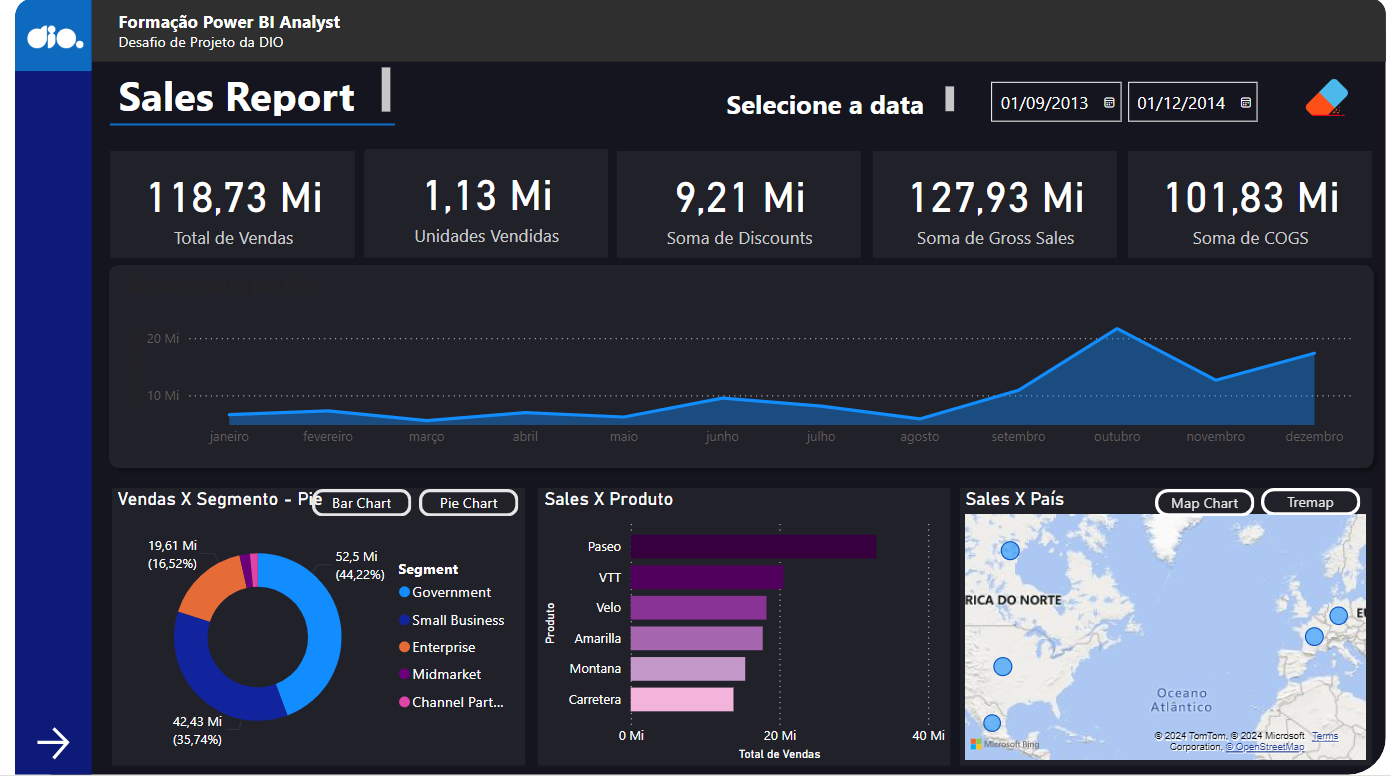 dio.
Formação Power BI Analyst
Desafio de Projeto da DIO
Sales Report
Selecione a data
01/09/2013
01/12/2014
118,73 Mi
Total de Vendas
1,13 Mi
Unidades Vendidas
9,21 Mi
Soma de Discounts
127,93 Mi
Soma de Gross Sales
101,83 Mi
Soma de COGS
20 Mi
10 Mi
janeiro
fevereiro
março
abril
maio
junho
julho
agosto
setembro
outubro
novembro
dezembro
Vendas X Segmento - Pie
Bar Chart
Pie Chart
19,61 Mi
(16,52%)
52,5 Mi
(44,22%)
42,43 Mi
(35,74%)
Segment
Government
Small Business
Enterprise
Midmarket
Channel Part...
Sales X Produto
Produto
Paseo
VTT
Velo
Amarilla
Montana
Carretera
0 Mi
20 Mi
40 Mi
Total de Vendas
Sales X País
Map Chart
Tremap
RICA DO NORTE
EU
Oceano
Atlântico
Microsoft Bing
© 2024 TomTom, © 2024 Microsoft Terms
Corporation, © OpenStreetMap